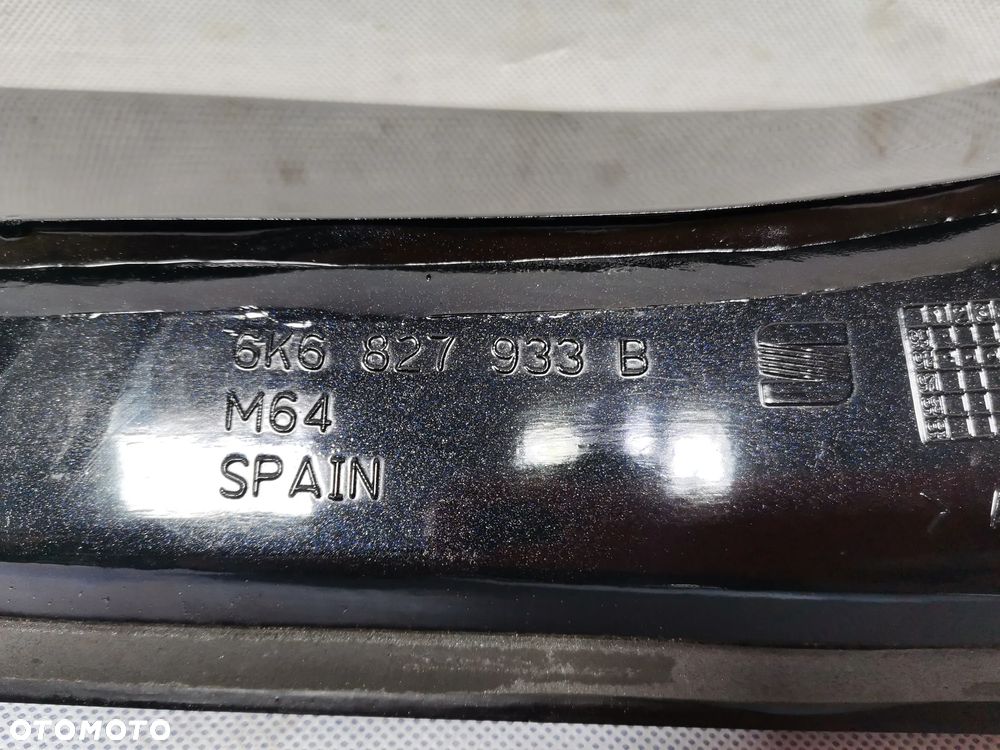 6K6 827 933 B
M64
SPAIN
OTOMOTO